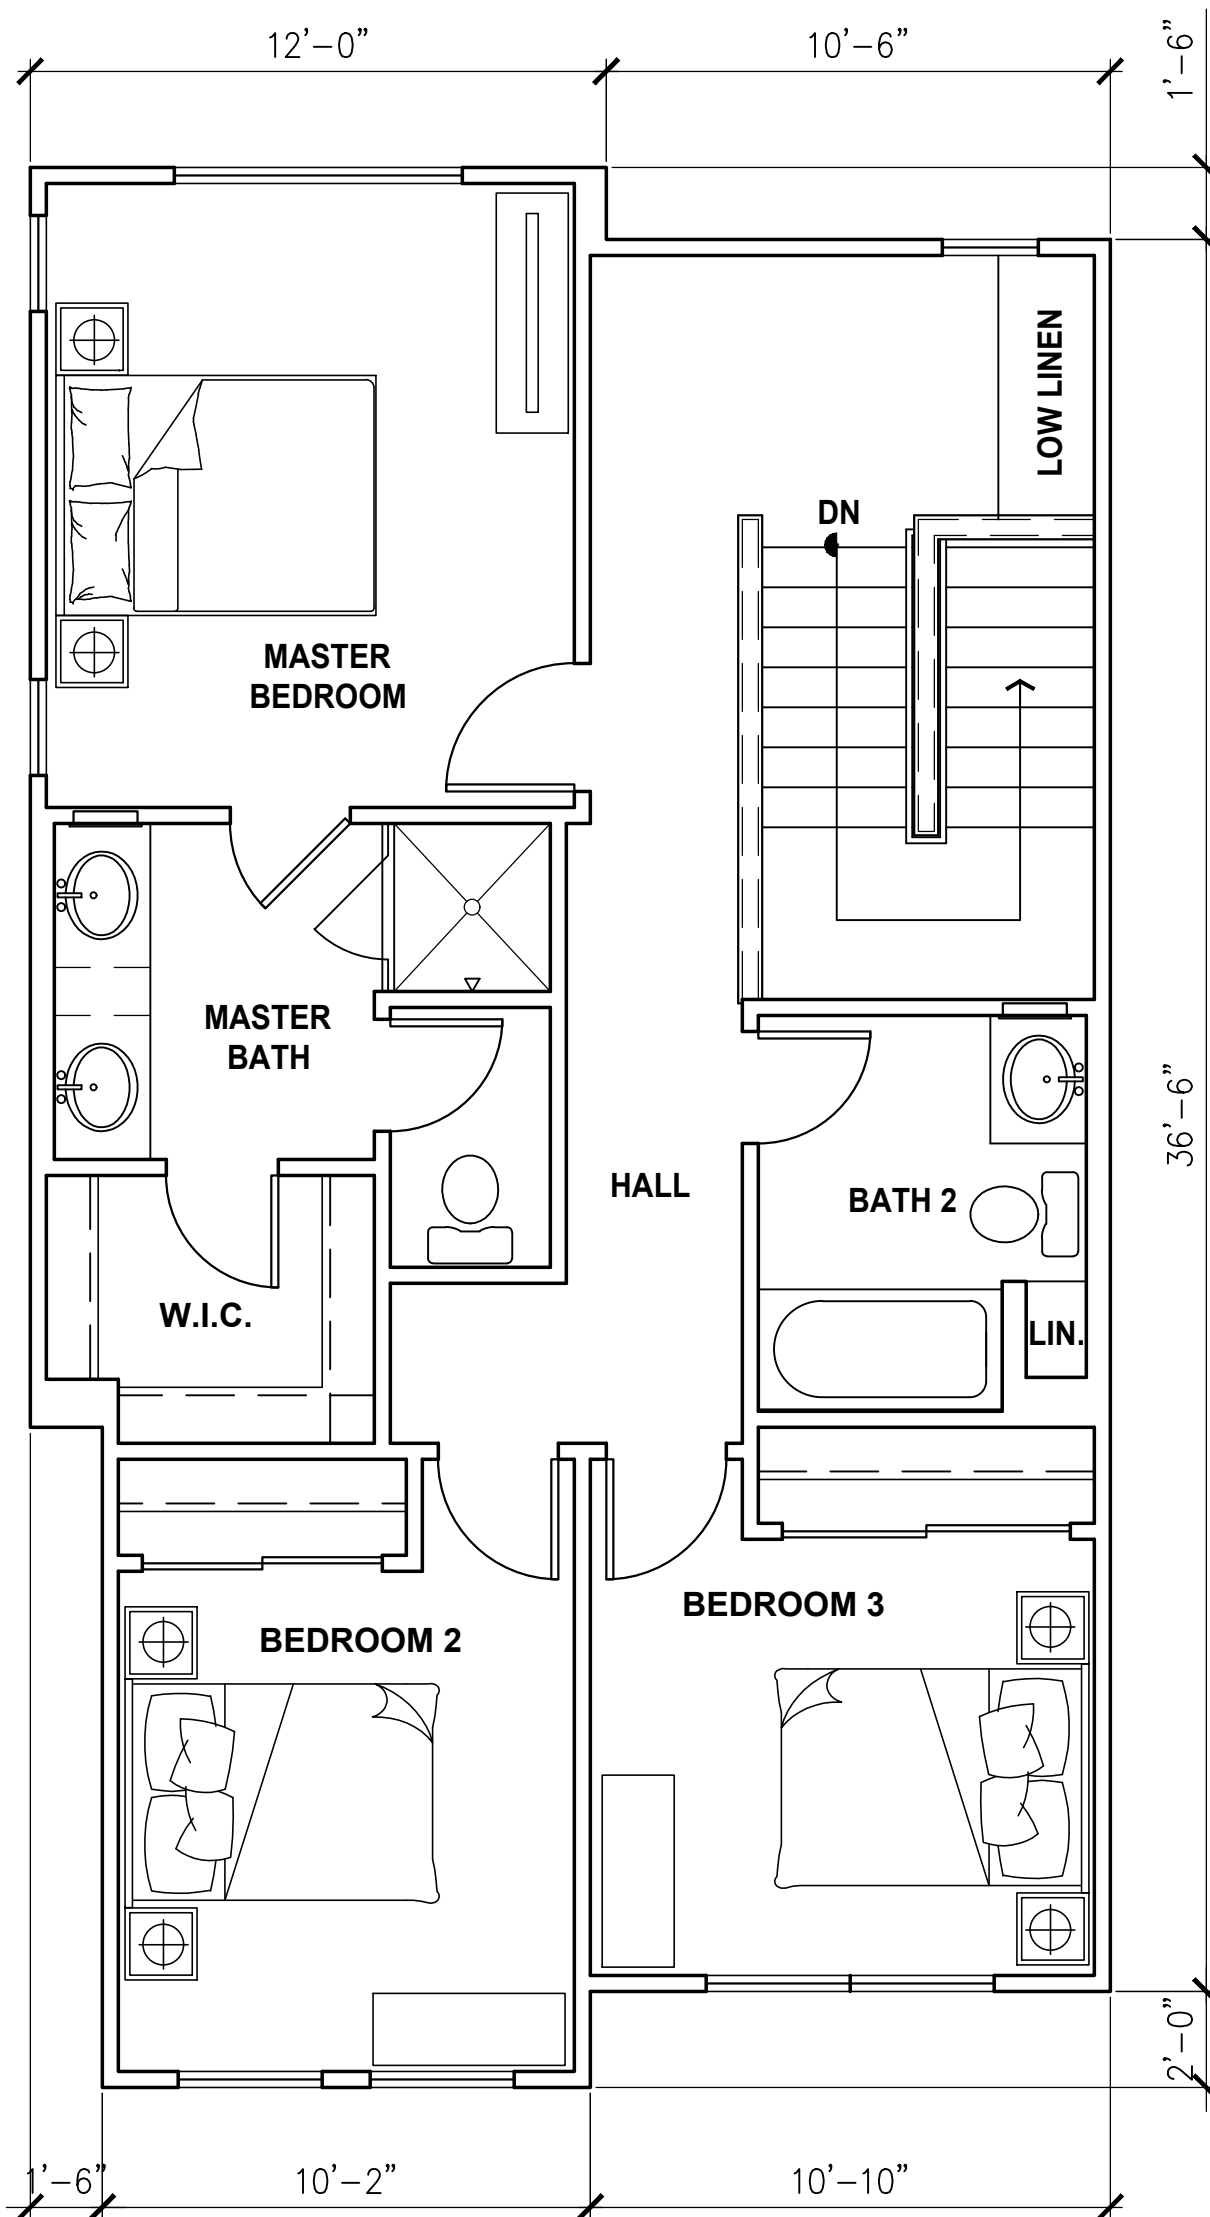 12’–0”
10’–6”
1’–6”
LOW LINEN
DN
MASTER
BEDROOM
MASTER
BATH
36’–6”
HALL
BATH 2
W.I.C.
LIN.
BEDROOM 3
BEDROOM 2
2’–0”
1’–6”
10’–2”
10’–10”